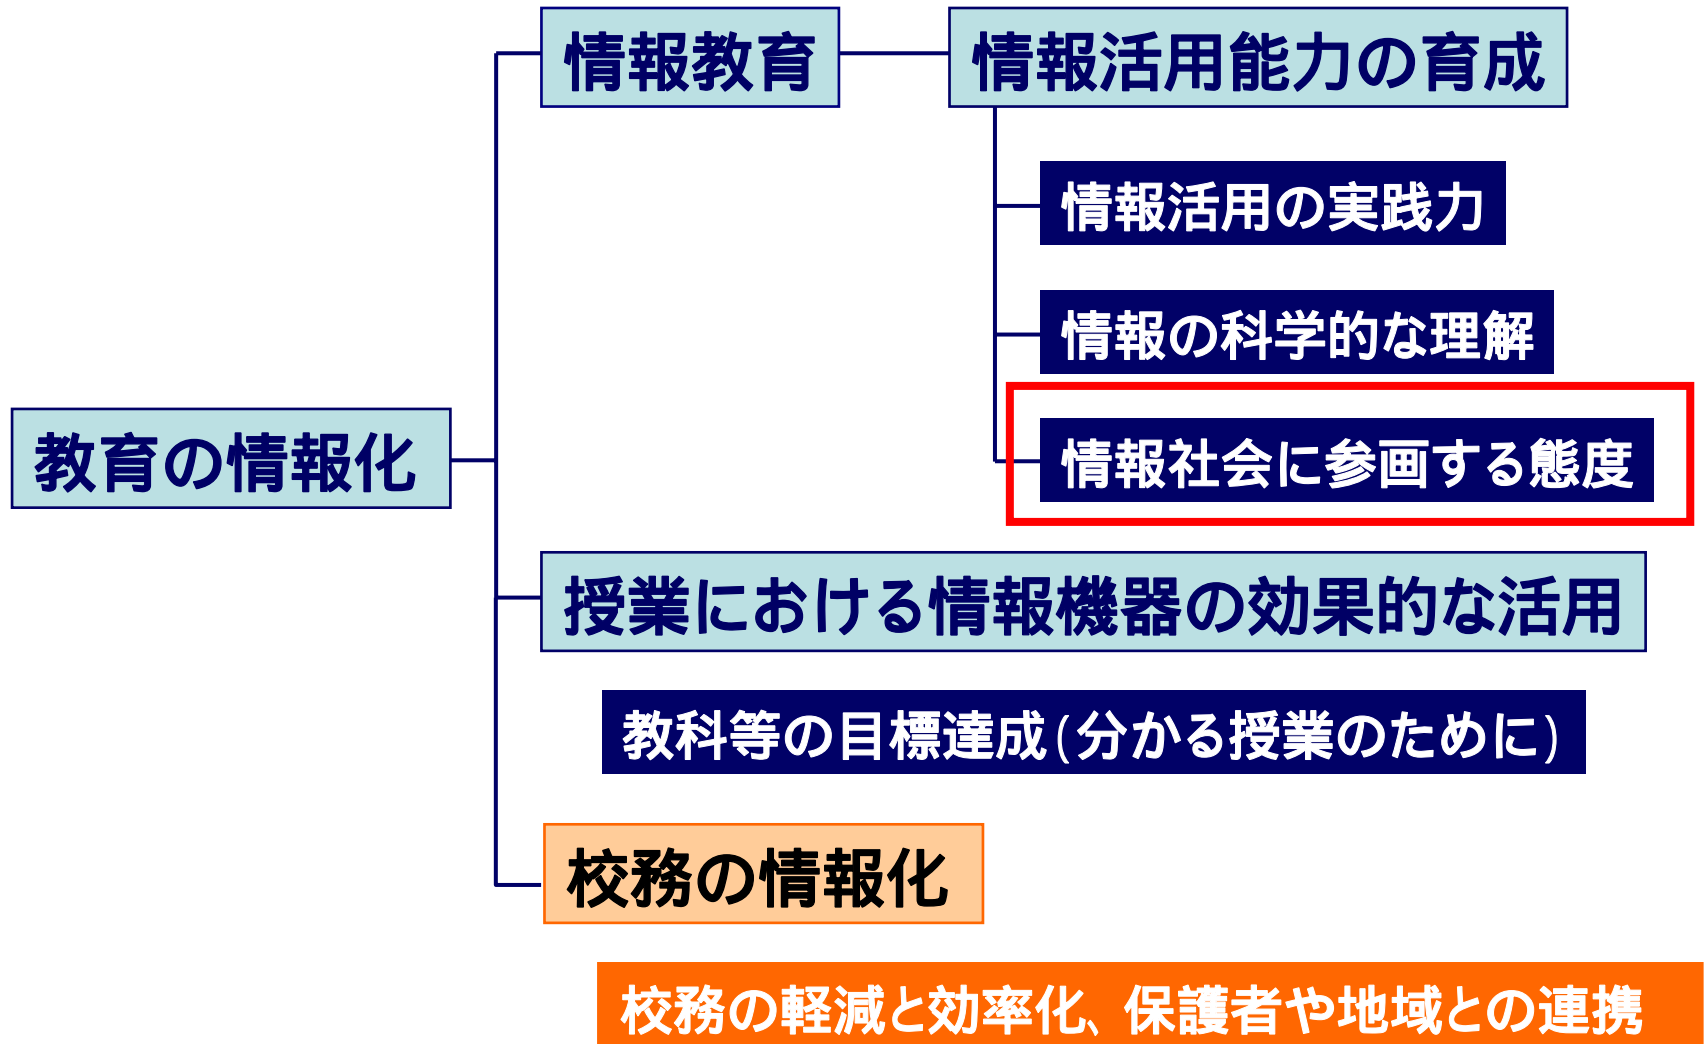 情報教育
情報活用能力の育成
情報活用の実践力
情報の科学的な理解
情報社会に参画する態度
教育の情報化
授業における情報機器の効果的な活用
教科等の目標達成(分かる授業のために)
校務の情報化
校務の軽減と効率化、保護者や地域との連携